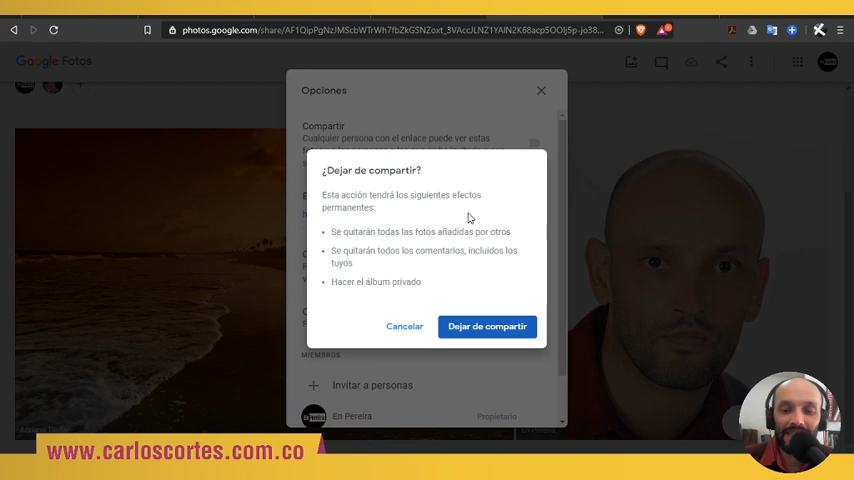 photos.google.com/share/AF1QipPgNzJMScbWTrWh7fbZkGSNZoxt_3VAccJLNZ1YAlN2K68acp5OOlj5p-jo38...
Google Fotos
Opciones
Compartir
Cualquier persona con el enlace puede ver estas
¿Dejar de compartir?
Esta acción tendrá los siguientes efectos
permanentes:
• Se quitarán todas las fotos añadidas por otros
• Se quitarán todos los comentarios, incluidos los
tuyos
• Hacer el álbum privado
Cancelar
Dejar de compartir
MIEMBROS
Invitar a personas
En Pereira
Propietario
En Pereira
www.carloscortes.com.co